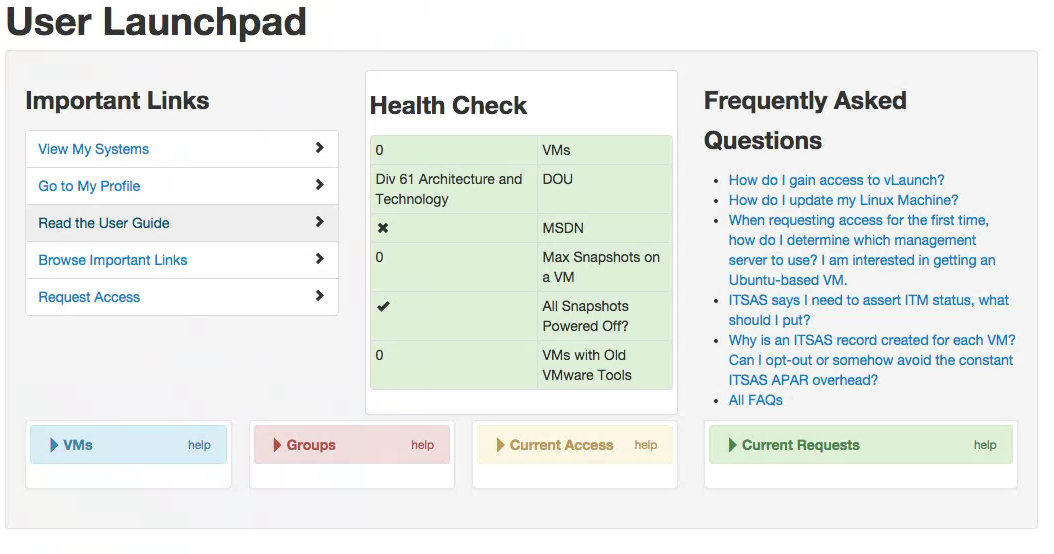 User Launchpad
Important Links
View My Systems
Go to My Profile
Read the User Guide
Browse Important Links
Request Access
Health Check
0 VMs
Div 61 Architecture and DOU
Technology
✖ MSDN
0 Max Snapshots on
a VM
✔ All Snapshots
Powered Off?
0 VMs with Old
VMware Tools
Frequently Asked
Questions
• How do I gain access to vLaunch?
• How do I update my Linux Machine?
• When requesting access for the first time,
how do I determine which management
server to use? I am interested in getting an
Ubuntu-based VM.
• ITSAS says I need to assert ITM status, what
should I put?
• Why is an ITSAS record created for each VM?
Can I opt-out or somehow avoid the constant
ITSAS APAR overhead?
• All FAQs
VMs help
Groups help
Current Access help
Current Requests help